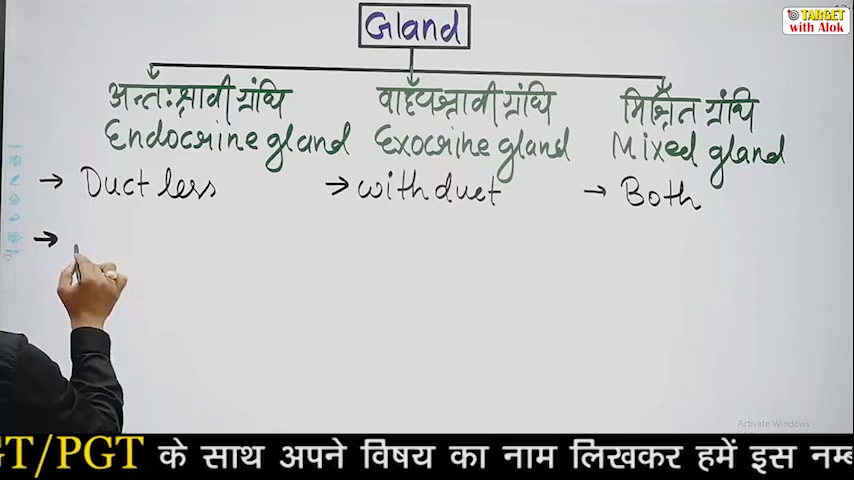 TARGET
with Alok
Gland
अन्तःस्रावी ग्रंथि
Endocrine gland
→ Duct less
→
वाह्यस्रावी ग्रंथि
Exocrine gland
→ with duct
मिश्रित ग्रंथि
Mixed gland
→ Both
Activate Windows
GT/PGT के साथ अपने विषय का नाम लिखकर हमें इस नम्ब